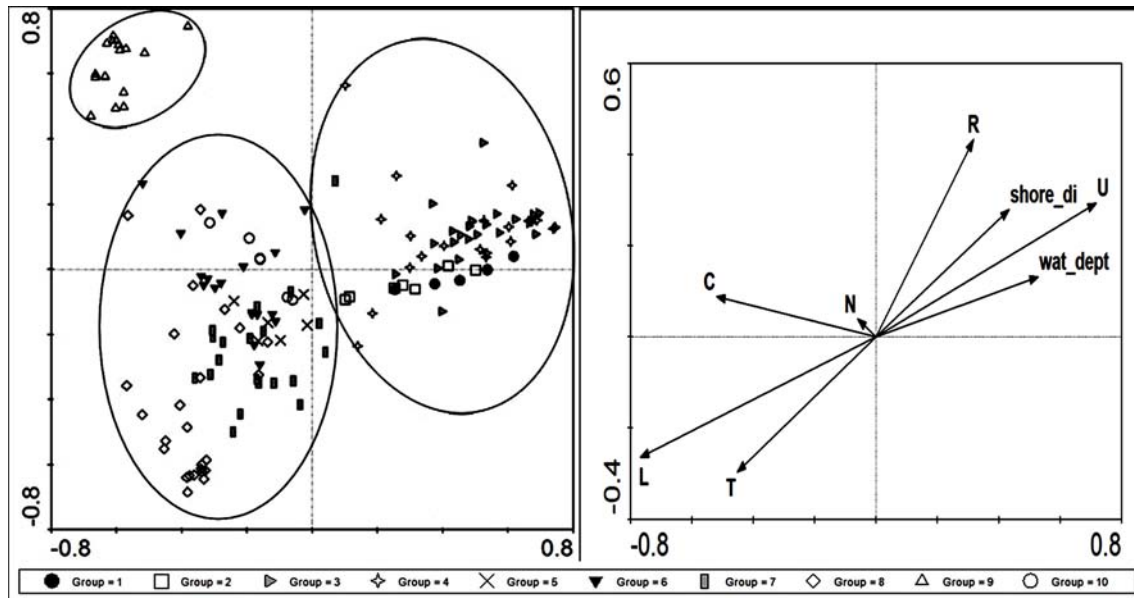 0.8
-0.8
-0.8
0.8
0.6
-0.4
-0.8
0.8
R
shore_di
U
wat_dept
C
N
L
T
Group = 1
Group = 2
Group = 3
Group = 4
Group = 5
Group = 6
Group = 7
Group = 8
Group = 9
Group = 10